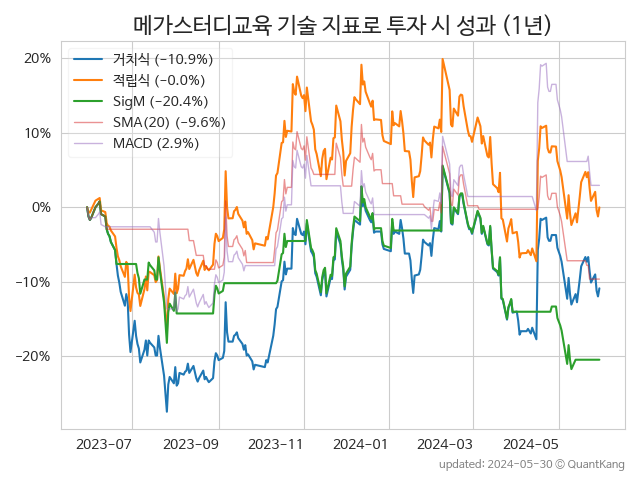 메가스터디교육 기술 지표로 투자 시 성과 (1년)
거치식 (−10.9%)
적립식 (−0.0%)
SigM (−20.4%)
SMA(20) (−9.6%)
MACD (2.9%)
20%
10%
0%
−10%
−20%
2023-07 2023-09 2023-11 2024-01 2024-03 2024-05
updated: 2024-05-30 © QuantKang